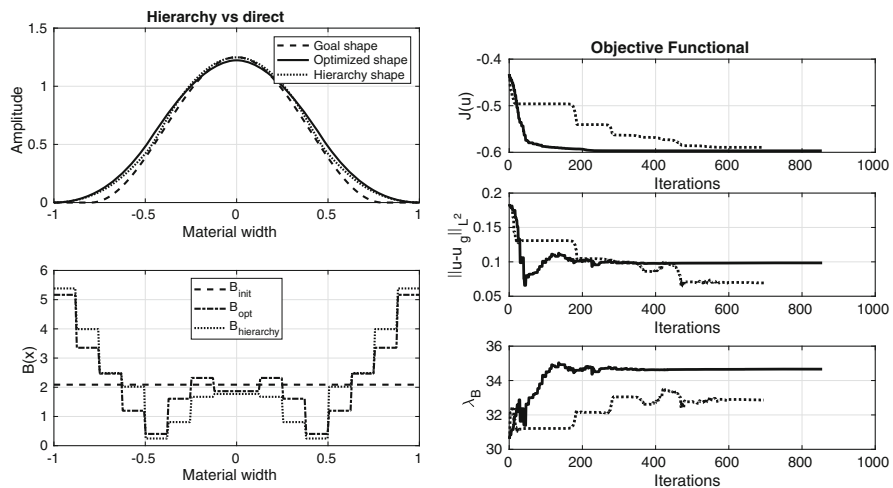 Hierarchy vs direct
1.5
1
0.5
0
Amplitude
Goal shape
Optimized shape
Hierarchy shape
-1 -0.5 0 0.5 1
Material width
6
5
4
3
2
1
0
B(x)
B_init
B_opt
B_hierarchy
-1 -0.5 0 0.5 1
Material width
Objective Functional
-0.4
-0.5
-0.6
J(u)
0 200 400 600 800 1000
Iterations
0.2
0.15
0.1
0.05
||u-u_g||_L^2
0 200 400 600 800 1000
Iterations
36
34
32
30
λ_B
0 200 400 600 800 1000
Iterations